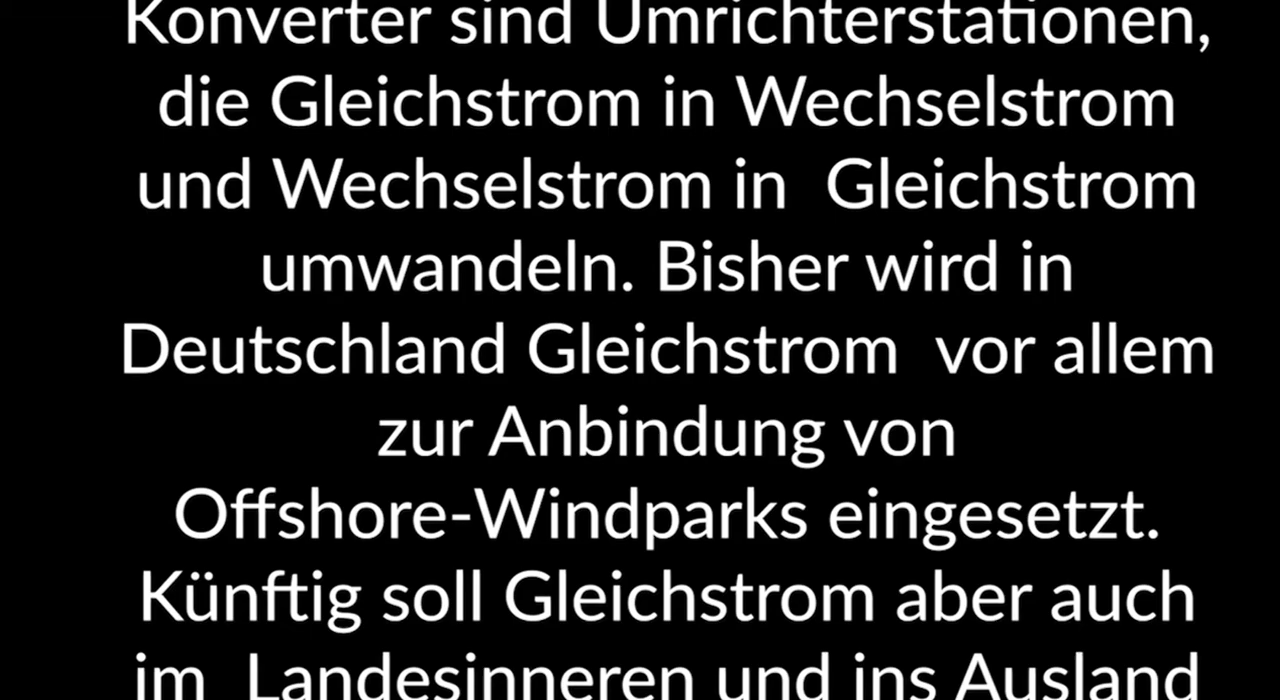 Konverter sind Umrichterstationen,
die Gleichstrom in Wechselstrom
und Wechselstrom in  Gleichstrom
umwandeln. Bisher wird in
Deutschland Gleichstrom  vor allem
zur Anbindung von
Offshore-Windparks eingesetzt.
Künftig soll Gleichstrom aber auch
im  Landesinneren und ins Ausland